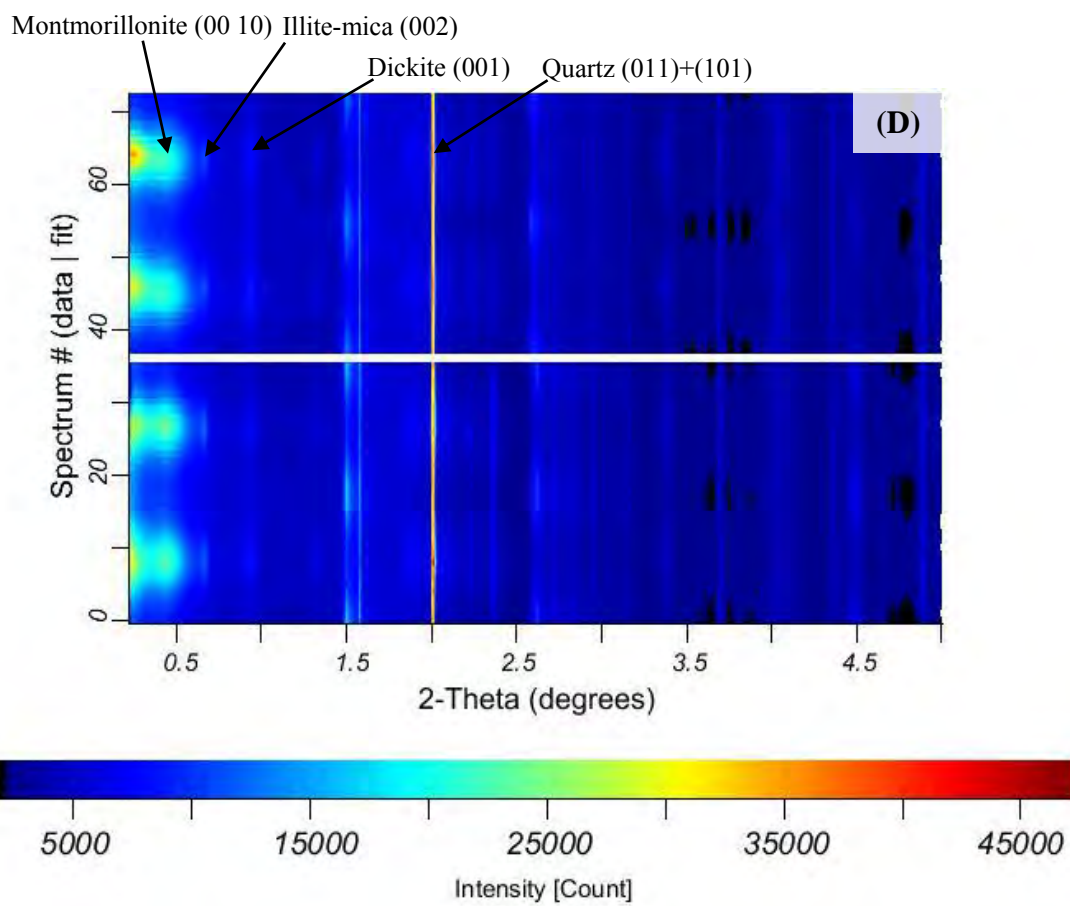 Montmorillonite (00 10) Illite-mica (002)
Dickite (001) Quartz (011)+(101)
(D)
Spectrum # (data | fit)
60
40
20
0
0.5 1.5 2.5 3.5 4.5
2-Theta (degrees)
5000 15000 25000 35000 45000
Intensity [Count]